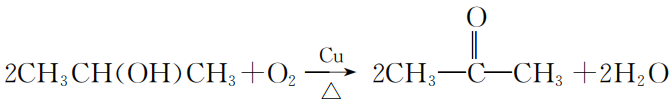 O
‖
2CH₃CH(OH)CH₃+O₂ —Cu/△→ 2CH₃—C—CH₃+2H₂O